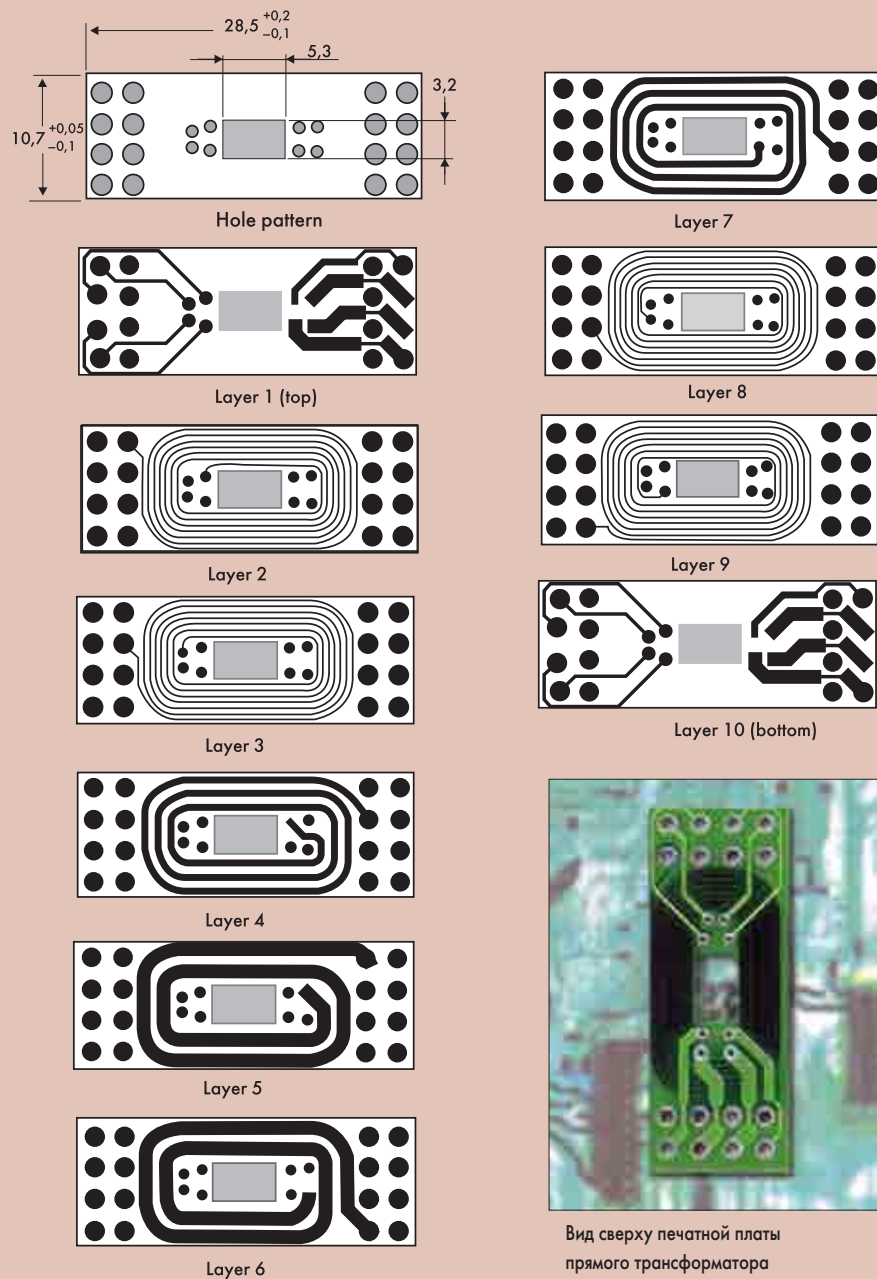 28,5 +0,2 −0,1
5,3
3,2
10,7 +0,05 −0,1
Hole pattern
Layer 1 (top)
Layer 2
Layer 3
Layer 4
Layer 5
Layer 6
Layer 7
Layer 8
Layer 9
Layer 10 (bottom)
Вид сверху печатной платы
прямого трансформатора